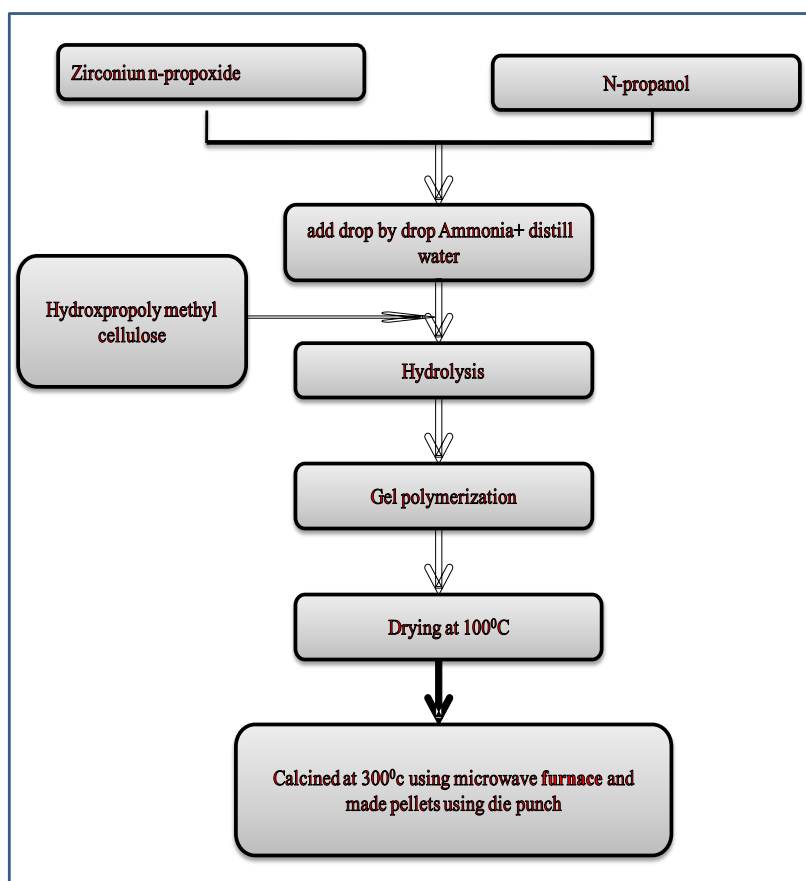 Zirconiun n-propoxide
N-propanol
add drop by drop Ammonia+ distill
water
Hydroxpropoly methyl
cellulose
Hydrolysis
Gel polymerization
Drying at 100⁰C
Calcined at 300⁰c using microwave furnace and
made pellets using die punch